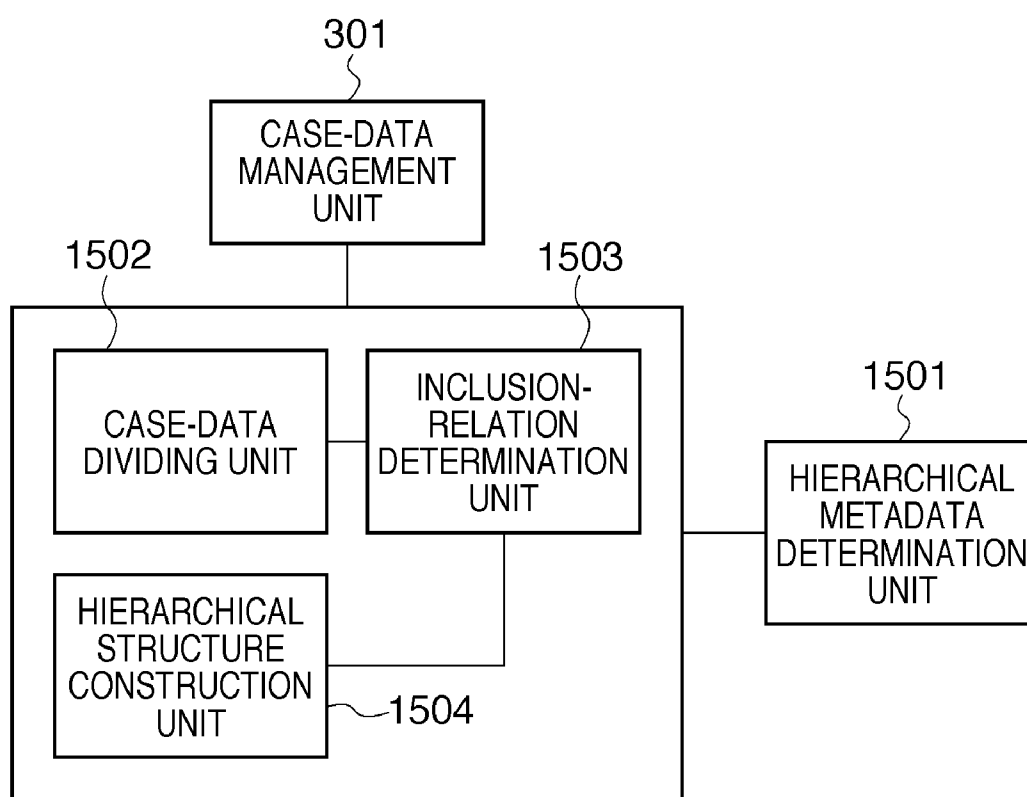 301
CASE-DATA
MANAGEMENT
UNIT
1502
1503
CASE-DATA
DIVIDING UNIT
INCLUSION-
RELATION
DETERMINATION
UNIT
1501
HIERARCHICAL
METADATA
DETERMINATION
UNIT
HIERARCHICAL
STRUCTURE
CONSTRUCTION
UNIT
1504